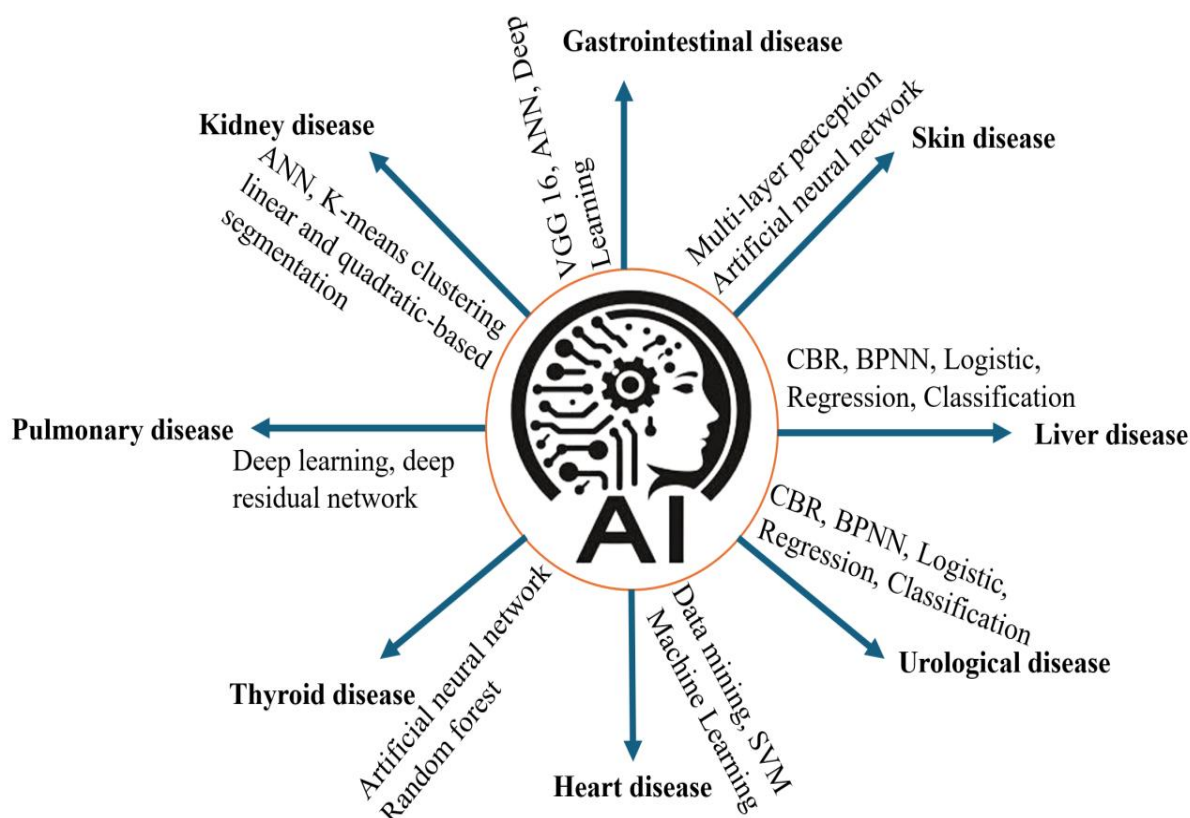 Gastrointestinal disease
VGG 16, ANN, Deep
Learning
Multi-layer perception
Artificial neural network
Skin disease
Kidney disease
ANN, K-means clustering
linear and quadratic-based
segmentation
CBR, BPNN, Logistic,
Regression, Classification
Liver disease
Pulmonary disease
Deep learning, deep
residual network
AI
CBR, BPNN, Logistic,
Regression, Classification
Urological disease
Thyroid disease
Artificial neural network
Random forest
Data mining, SVM
Machine Learning
Heart disease